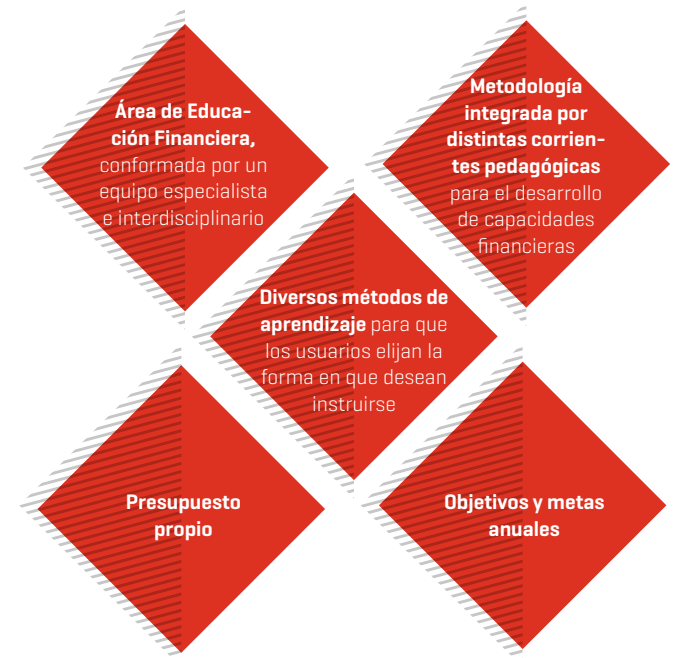 Área de Educa-
ción Financiera,
conformada por un
equipo especialista
e interdisciplinario
Metodología
integrada por
distintas corrien-
tes pedagógicas
para el desarrollo
de capacidades
financieras
Diversos métodos de
aprendizaje para que
los usuarios elijan la
forma en que desean
instruirse
Presupuesto
propio
Objetivos y metas
anuales